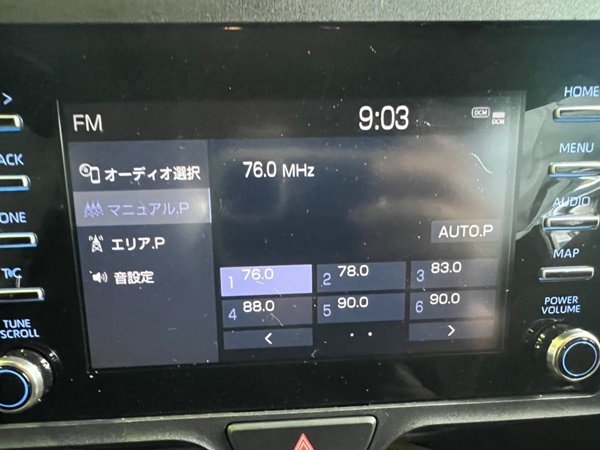 HOME
FM
9:03
DCM
DCM
オーディオ選択
76.0 MHz
MENU
マニュアル.P
AUDIO
エリア.P
AUTO.P
音設定
1 76.0
2 78.0
3 83.0
MAP
4 88.0
5 90.0
6 90.0
< >
POWER
VOLUME
TUNE
SCROLL